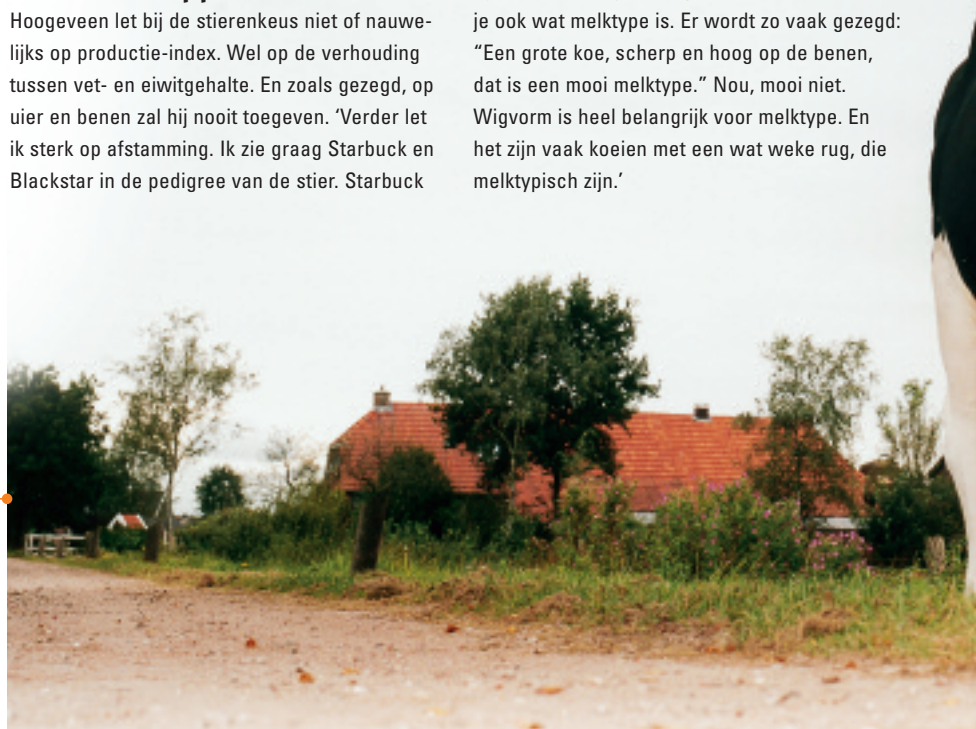 Hoogeveen let bij de stierenkeus niet of nauwe-
lijks op productie-index. Wel op de verhouding
tussen vet- en eiwitgehalte. En zoals gezegd, op
uier en benen zal hij nooit toegeven. ‘Verder let
ik sterk op afstamming. Ik zie graag Starbuck en
Blackstar in de pedigree van de stier. Starbuck
je ook wat melktype is. Er wordt zo vaak gezegd:
“Een grote koe, scherp en hoog op de benen,
dat is een mooi melktype.” Nou, mooi niet.
Wigvorm is heel belangrijk voor melktype. En
het zijn vaak koeien met een wat weke rug, die
melktypisch zijn.’